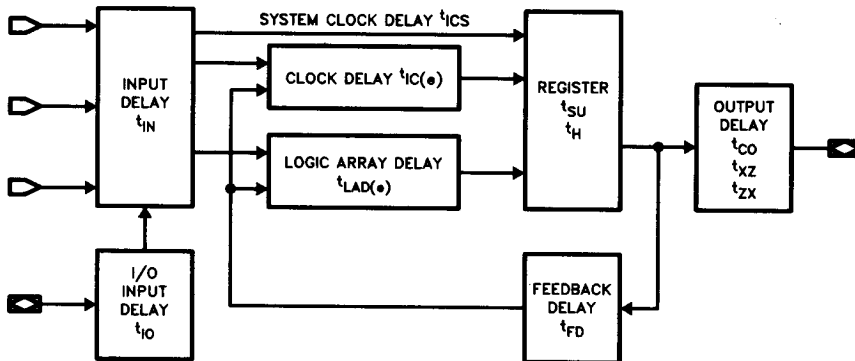 SYSTEM CLOCK DELAY tICS
INPUT
DELAY
tIN
CLOCK DELAY tIC(e)
LOGIC ARRAY DELAY
tLAD(e)
REGISTER
tSU
tH
OUTPUT
DELAY
tCO
tXZ
tZX
I/O
INPUT
DELAY
tIO
FEEDBACK
DELAY
tFD